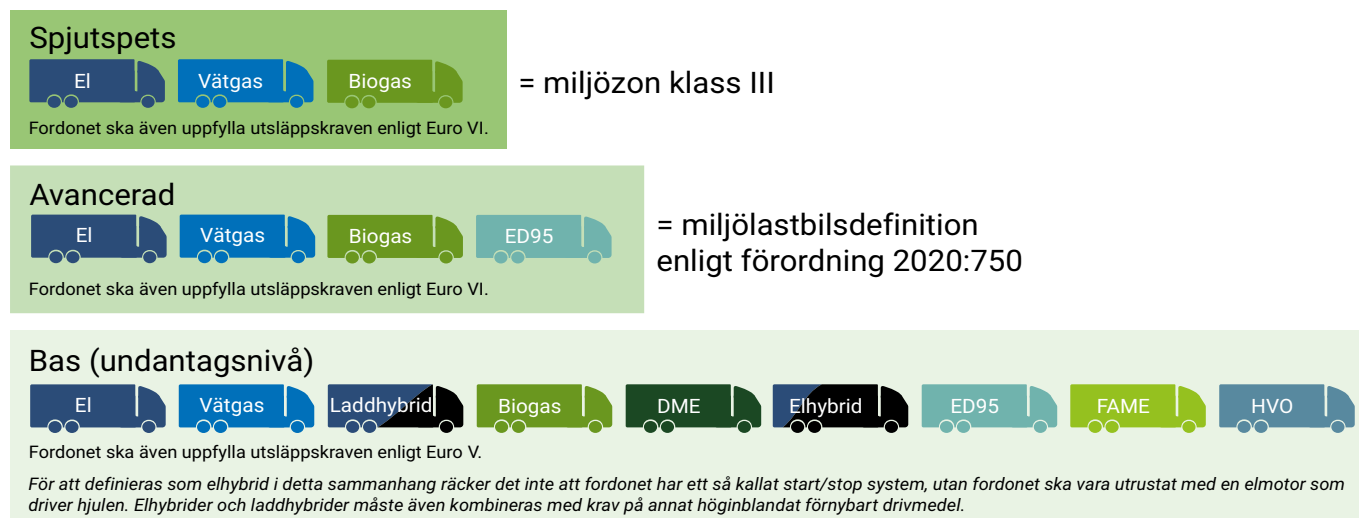 Spjutspets
El Vätgas Biogas
= miljözon klass III
Fordonet ska även uppfylla utsläppskraven enligt Euro VI.
Avancerad
El Vätgas Biogas ED95
= miljölastbilsdefinition
enligt förordning 2020:750
Fordonet ska även uppfylla utsläppskraven enligt Euro VI.
Bas (undantagsnivå)
El Vätgas Laddhybrid Biogas DME Elhybrid ED95 FAME HVO
Fordonet ska även uppfylla utsläppskraven enligt Euro V.
För att definieras som elhybrid i detta sammanhang räcker det inte att fordonet har ett så kallat start/stop system, utan fordonet ska vara utrustat med en elmotor som
driver hjulen. Elhybrider och laddhybrider måste även kombineras med krav på annat höginblandat förnybart drivmedel.